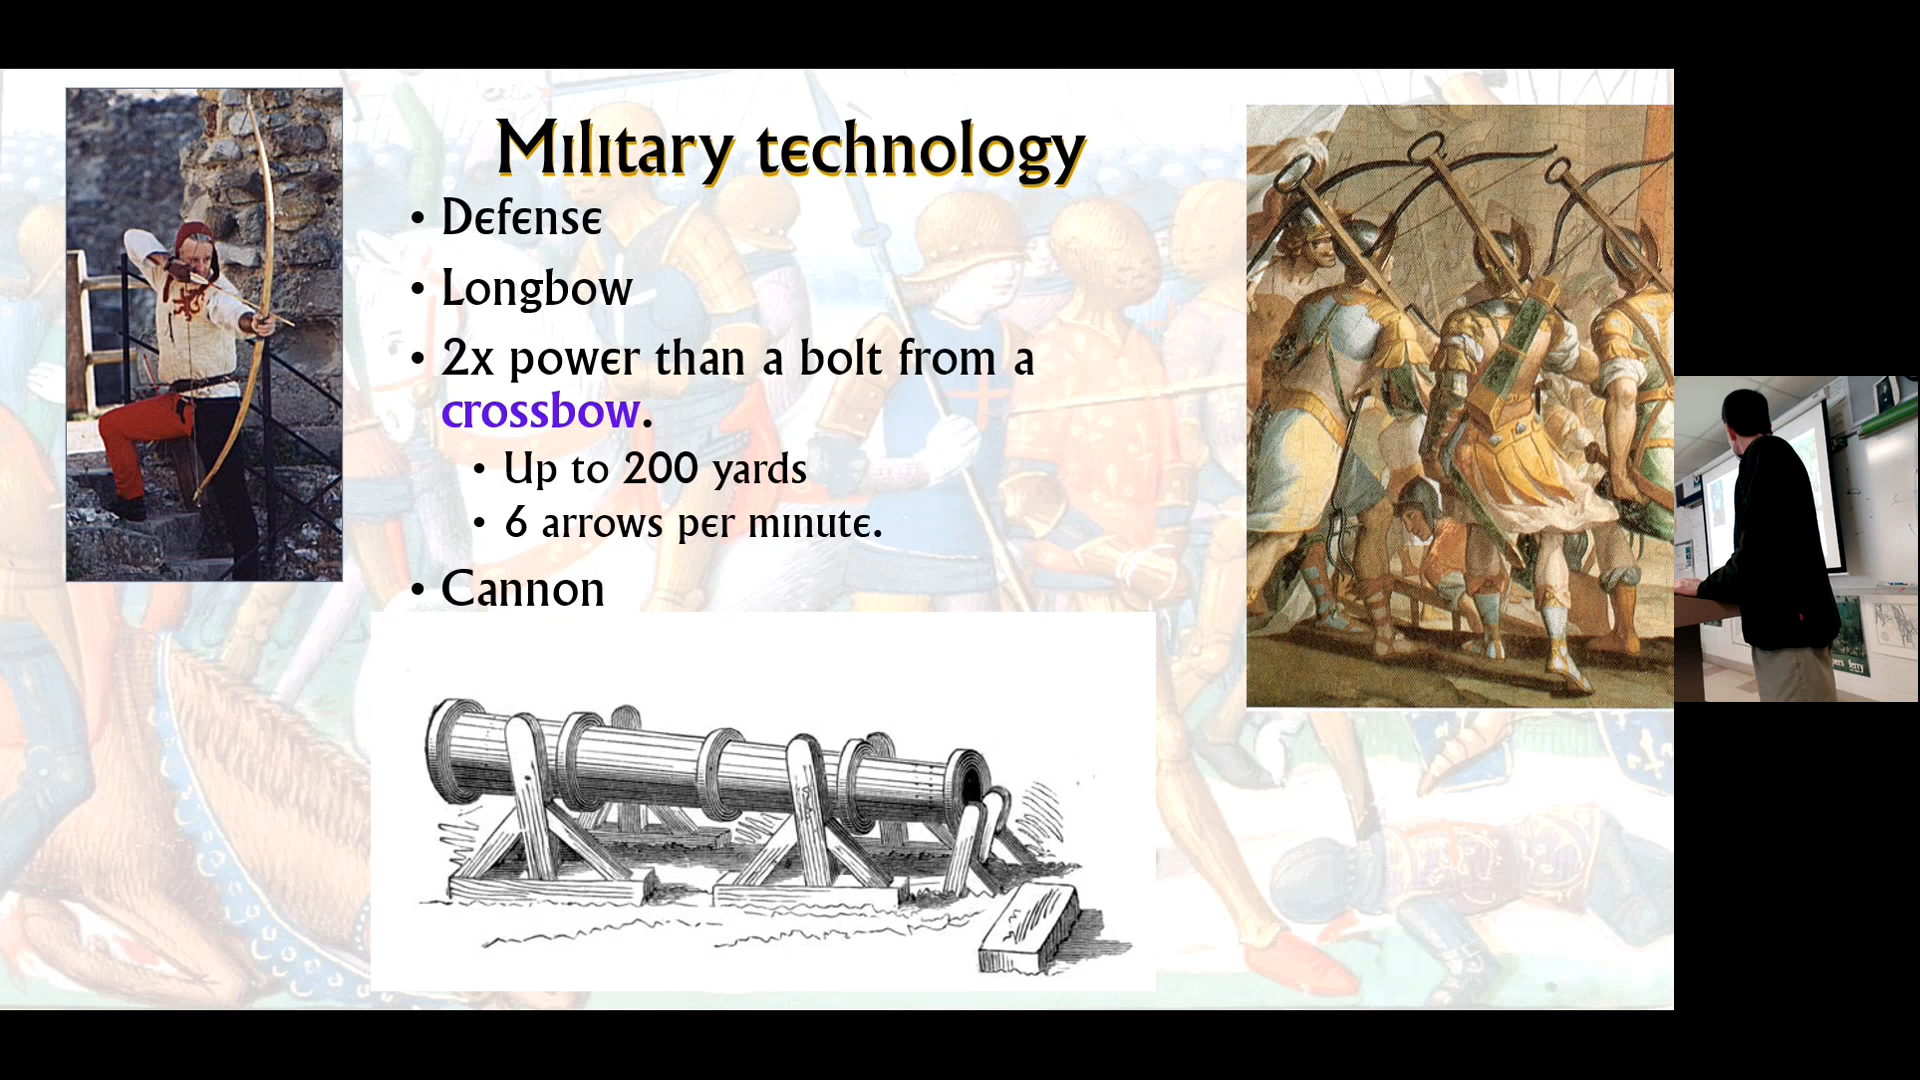 Military technology
• Defense
• Longbow
• 2x power than a bolt from a
crossbow.
• Up to 200 yards
• 6 arrows per minute.
• Cannon
ferry